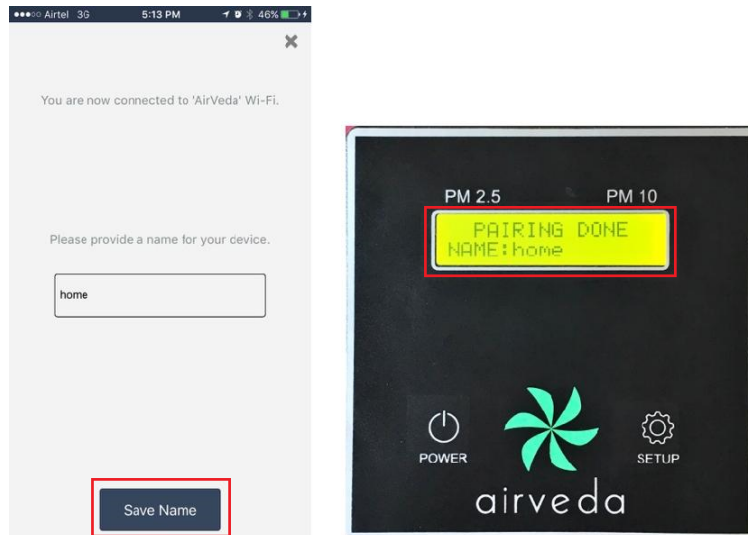 Airtel 3G 5:13 PM 46%
You are now connected to 'AirVeda' Wi-Fi.
Please provide a name for your device.
home
Save Name
PM 2.5 PM 10
PAIRING DONE
NAME:home
POWER
SETUP
airveda